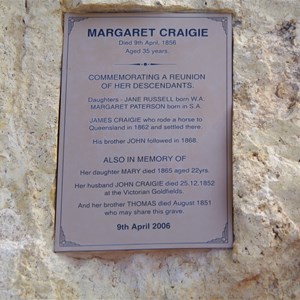 MARGARET CRAIGIE
Died 9th April, 1856
Aged 35 years
COMMEMORATING A REUNION
OF HER DESCENDANTS.
Daughters - JANE RUSSELL born W.A.
MARGARET PATERSON born in S.A.
JAMES CRAIGIE who rode a horse to
Queensland in 1862 and settled there.
His brother JOHN followed in 1868.
ALSO IN MEMORY OF
Her daughter MARY died 1865 aged 22yrs.
Her husband JOHN CRAIGIE died 25.12.1852
at the Victorian Goldfields.
And her brother THOMAS died August 1851
who may share this grave.
9th April 2006